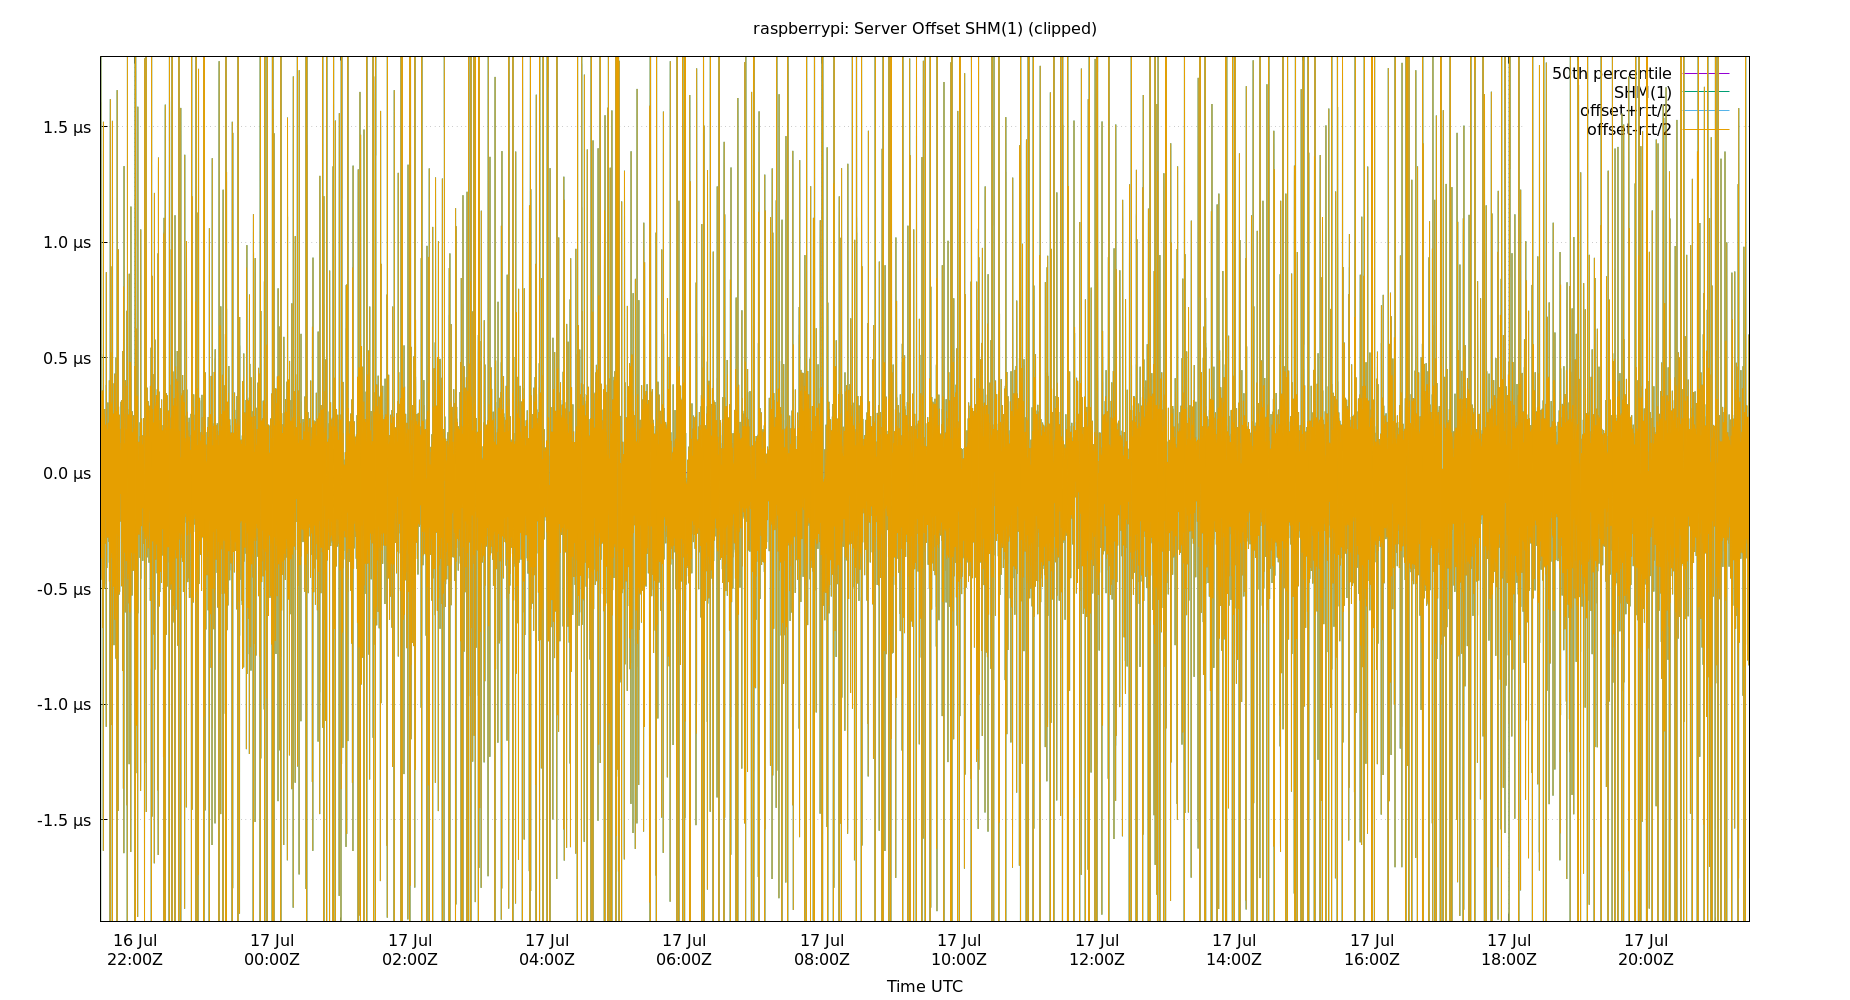 raspberrypi: Server Offset SHM(1) (clipped)
50th percentile
SHM(1)
offset+rtt/2
offset-rtt/2
1.5 µs
1.0 µs
0.5 µs
0.0 µs
-0.5 µs
-1.0 µs
-1.5 µs
16 Jul 17 Jul 17 Jul 17 Jul 17 Jul 17 Jul 17 Jul 17 Jul 17 Jul 17 Jul 17 Jul 17 Jul
22:00Z 00:00Z 02:00Z 04:00Z 06:00Z 08:00Z 10:00Z 12:00Z 14:00Z 16:00Z 18:00Z 20:00Z
Time UTC